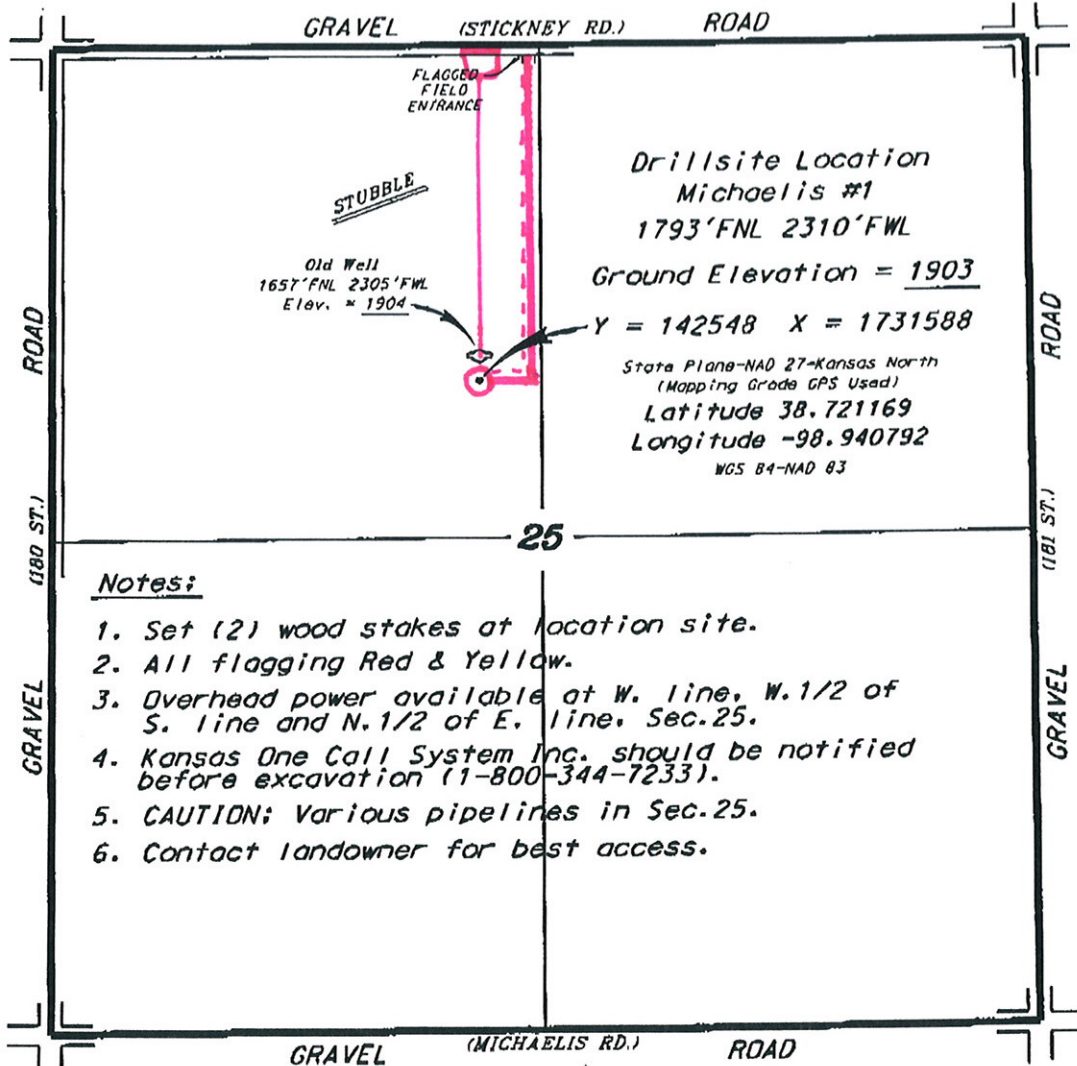 GRAVEL (STICKNEY RD.) ROAD
FLAGGED
FIELD
ENTRANCE
STUBBLE
Old Well
1657'FNL 2305'FWL
Elev. = 1904
Drillsite Location
Michaelis #1
1793'FNL 2310'FWL
Ground Elevation = 1903
Y = 142548 X = 1731588
State Plane-NAD 27-Kansas North
(Mapping Grade GPS Used)
Latitude 38.721169
Longitude -98.940792
WGS 84-NAD 83
ROAD
(180 ST.)
GRAVEL
ROAD
(181 ST.)
GRAVEL
25
Notes:
1. Set (2) wood stakes at location site.
2. All flagging Red & Yellow.
3. Overhead power available at W. line, W.1/2 of
S. line and N.1/2 of E. line, Sec.25.
4. Kansas One Call System Inc. should be notified
before excavation (1-800-344-7233).
5. CAUTION: Various pipelines in Sec.25.
6. Contact landowner for best access.
GRAVEL (MICHAELIS RD.) ROAD